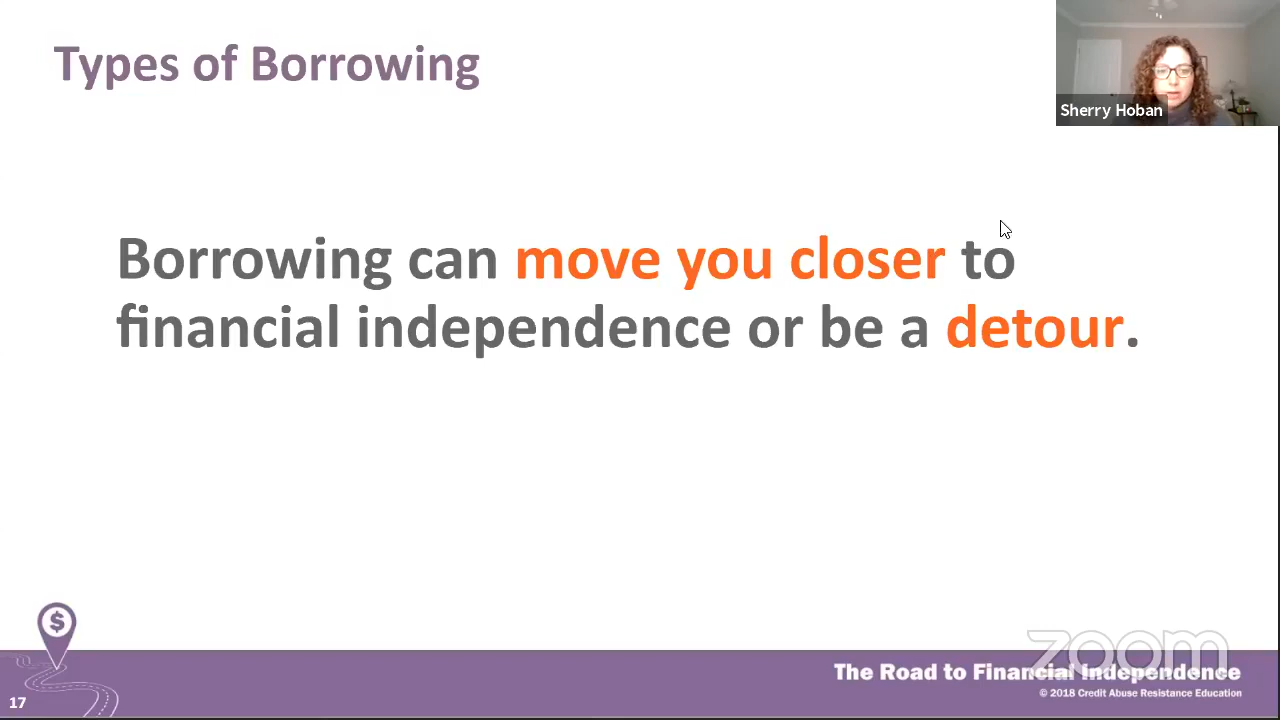 Types of Borrowing
Sherry Hoban
Borrowing can move you closer to
financial independence or be a detour.
$
zoom
The Road to Financial Independence
© 2018 Credit Abuse Resistance Education
17